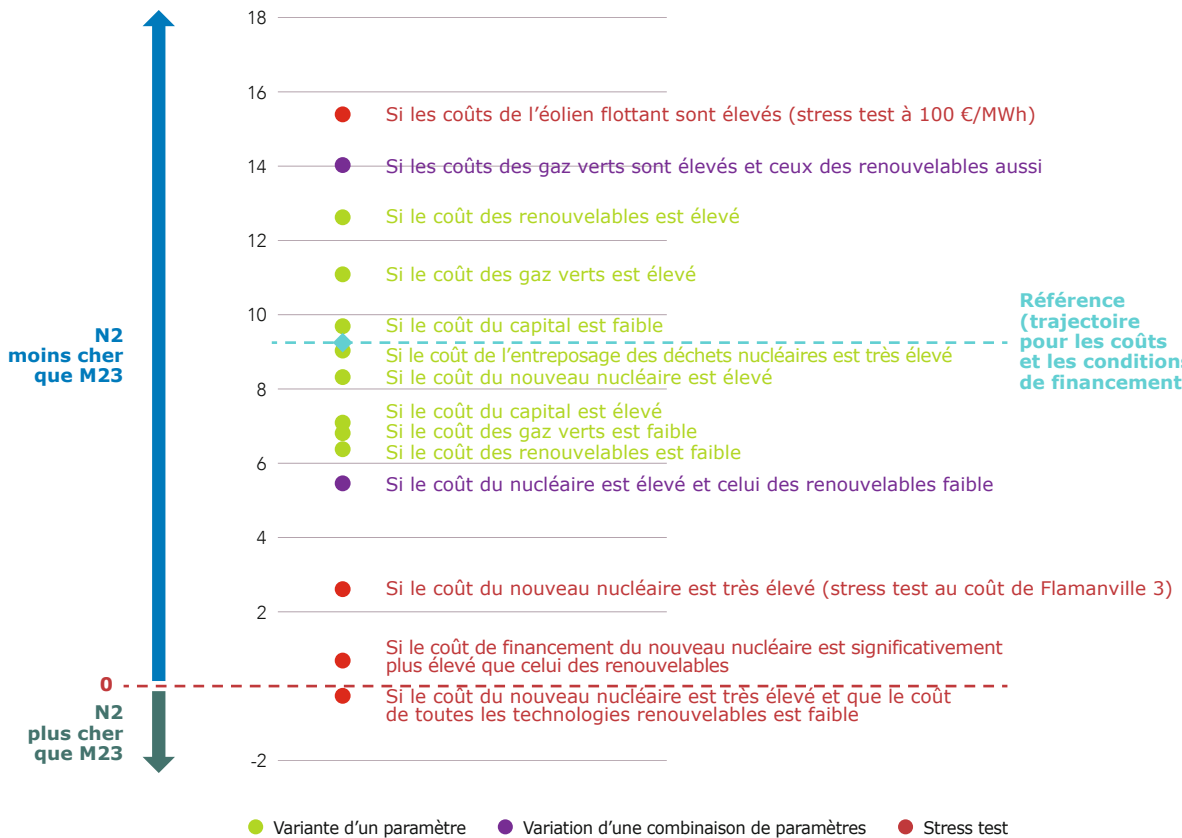 18
16
Si les coûts de l'éolien flottant sont élevés (stress test à 100 €/MWh)
14
Si les coûts des gaz verts sont élevés et ceux des renouvelables aussi
Si le coût des renouvelables est élevé
12
Si le coût des gaz verts est élevé
10
Si le coût du capital est faible
Référence
(trajectoire
pour les coûts
et les conditions
de financement
N2
moins cher
que M23
Si le coût de l'entreposage des déchets nucléaires est très élevé
Si le coût du nouveau nucléaire est élevé
8
Si le coût du capital est élevé
Si le coût des gaz verts est faible
Si le coût des renouvelables est faible
6
Si le coût du nucléaire est élevé et celui des renouvelables faible
4
Si le coût du nouveau nucléaire est très élevé (stress test au coût de Flamanville 3)
2
Si le coût de financement du nouveau nucléaire est significativement
plus élevé que celui des renouvelables
0
Si le coût du nouveau nucléaire est très élevé et que le coût
de toutes les technologies renouvelables est faible
N2
plus cher
que M23
-2
Variante d'un paramètre
Variation d'une combinaison de paramètres
Stress test